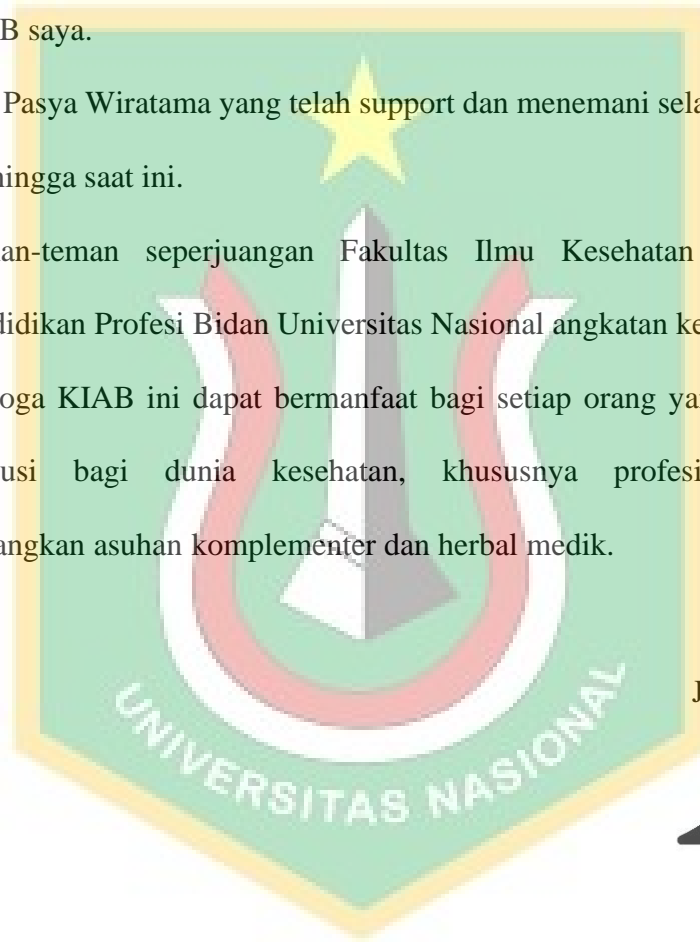 B saya.
Pasya Wiratama yang telah support dan menemani sela
hingga saat ini.
an-teman seperjuangan Fakultas Ilmu Kesehatan
didikan Profesi Bidan Universitas Nasional angkatan ke
oga KIAB ini dapat bermanfaat bagi setiap orang ya
usi bagi dunia kesehatan, khususnya profesi
angkan asuhan komplementer dan herbal medik.
J
UNIVERSITAS NASIONAL